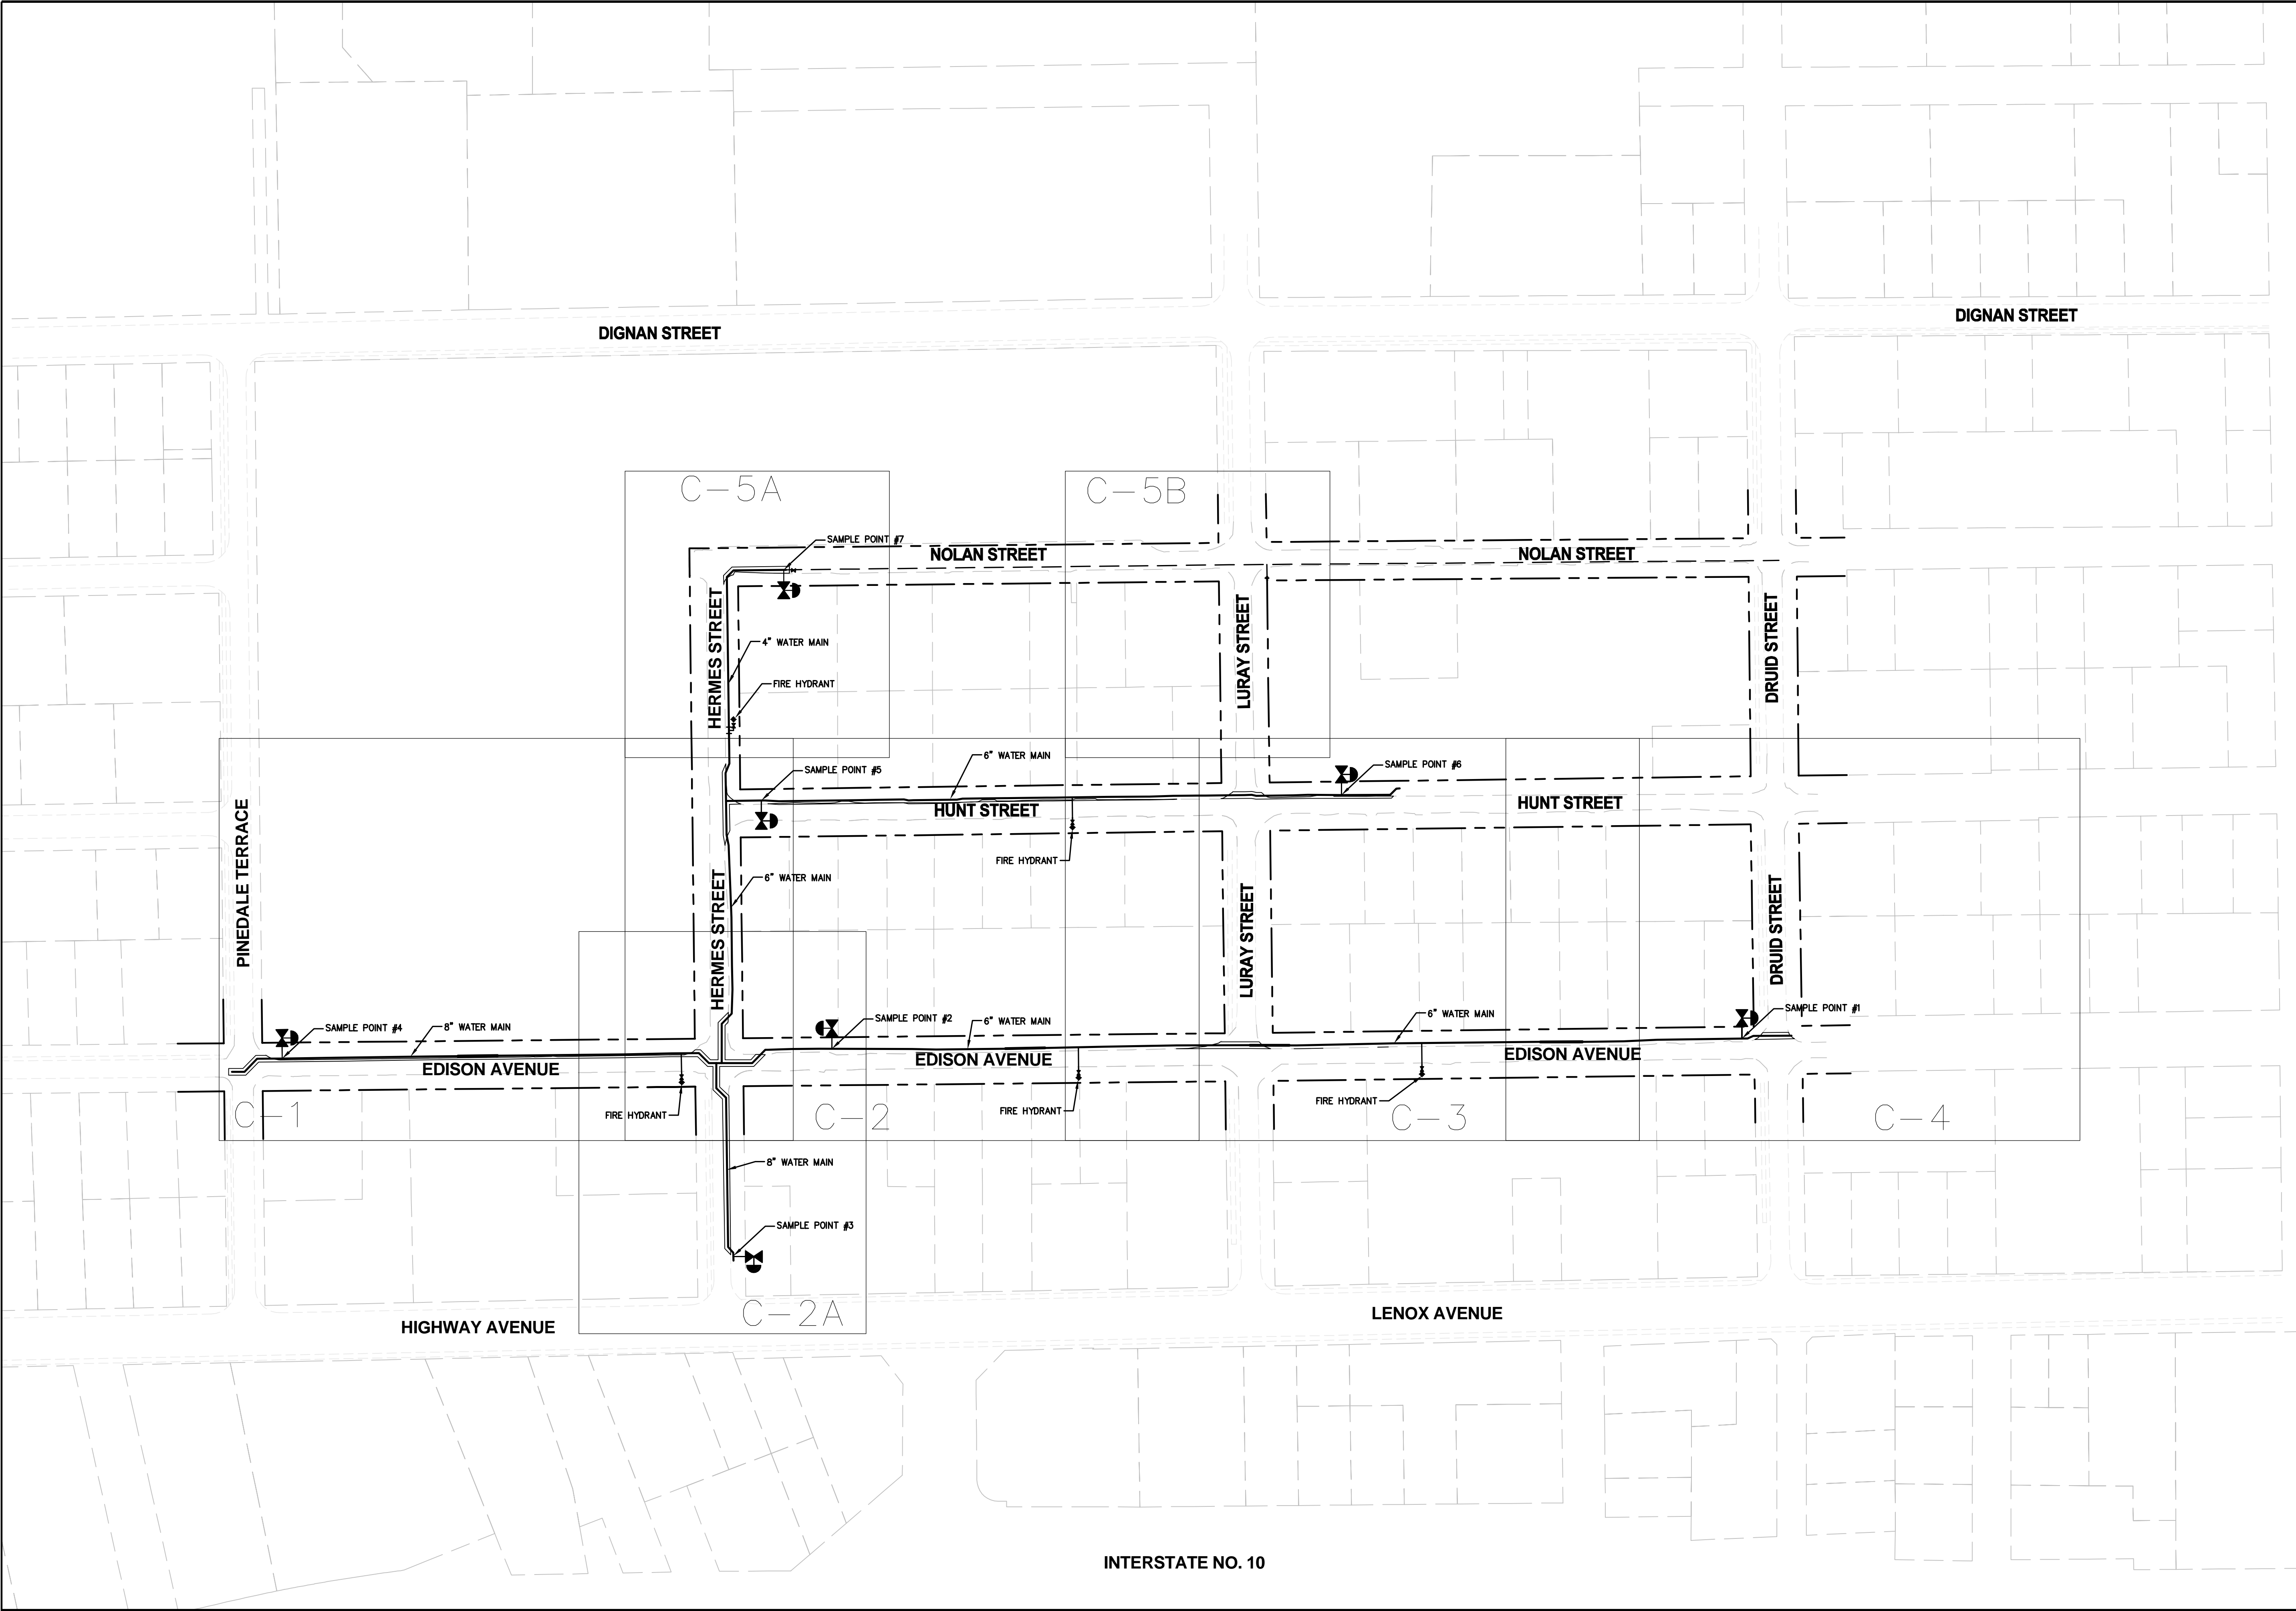 DIGNAN STREET
DIGNAN STREET
C-5A
C-5B
SAMPLE POINT #7
NOLAN STREET
NOLAN STREET
HERMES STREET
LURAY STREET
DRUID STREET
4" WATER MAIN
FIRE HYDRANT
6" WATER MAIN
SAMPLE POINT #5
SAMPLE POINT #6
HUNT STREET
HUNT STREET
PINEDALE TERRACE
FIRE HYDRANT
6" WATER MAIN
HERMES STREET
LURAY STREET
DRUID STREET
SAMPLE POINT #4
8" WATER MAIN
SAMPLE POINT #2
6" WATER MAIN
6" WATER MAIN
SAMPLE POINT #1
EDISON AVENUE
EDISON AVENUE
EDISON AVENUE
C-1
FIRE HYDRANT
C-2
FIRE HYDRANT
FIRE HYDRANT
C-3
C-4
8" WATER MAIN
SAMPLE POINT #3
C-2A
HIGHWAY AVENUE
LENOX AVENUE
INTERSTATE NO. 10